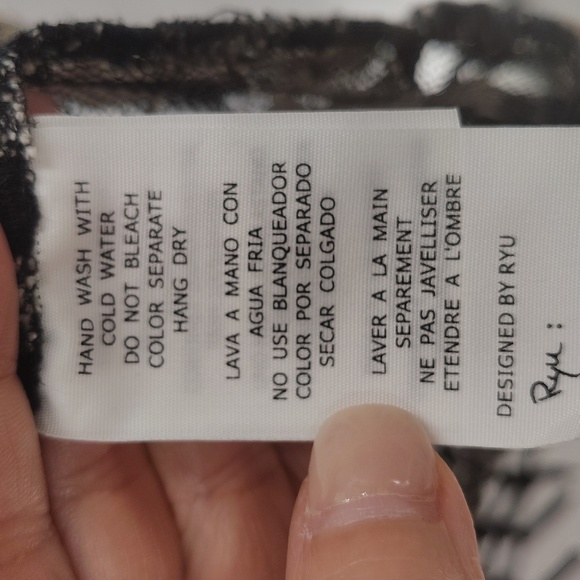 HAND WASH WITH
COLD WATER
DO NOT BLEACH
COLOR SEPARATE
HANG DRY
LAVA A MANO CON
AGUA FRIA
NO USE BLANQUEADOR
COLOR POR SEPARADO
SECAR COLGADO
LAVER A LA MAIN
SEPAREMENT
NE PAS JAVELLISER
ETENDRE A L'OMBRE
DESIGNED BY RYU
Ryu :